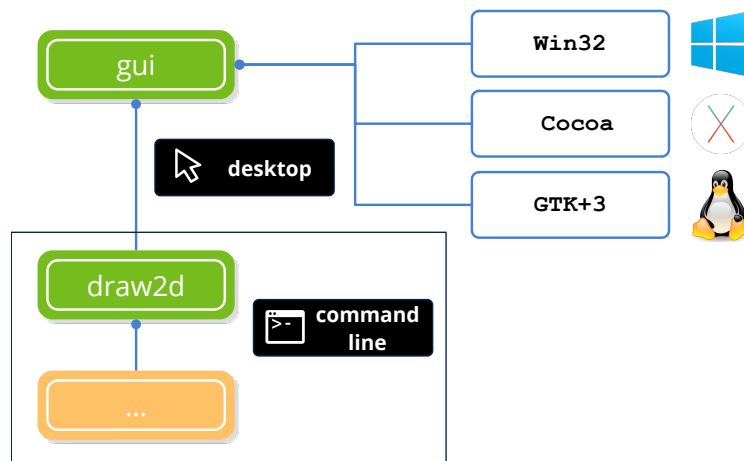 gui
Win32
Cocoa
desktop
GTK+3
draw2d
>-
command
line
...